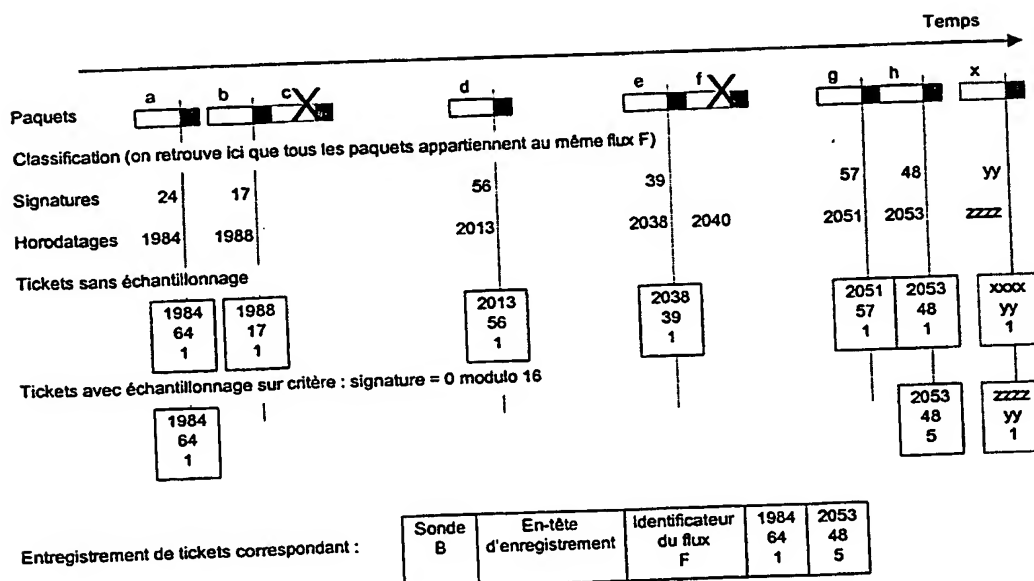 Temps
a b c d e f g h x
Paquets
Classification (on retrouve ici que tous les paquets appartiennent au même flux F)
Signatures 24 17 56 39 57 48 yy
Horodatages 1984 1988 2013 2038 2040 2051 2053 zzzz
Tickets sans échantillonnage
1984 1988 2013 2038 2051 2053 xxxx
64 17 56 39 57 48 yy
1 1 1 1 1 1 1
Tickets avec échantillonnage sur critère : signature = 0 modulo 16
1984 2053 zzzz
64 48 yy
1 5 1
Sonde En-tête Identificateur 1984 2053
B d'enregistrement du flux 64 48
F 1 5
Entregistrement de tickets correspondant :